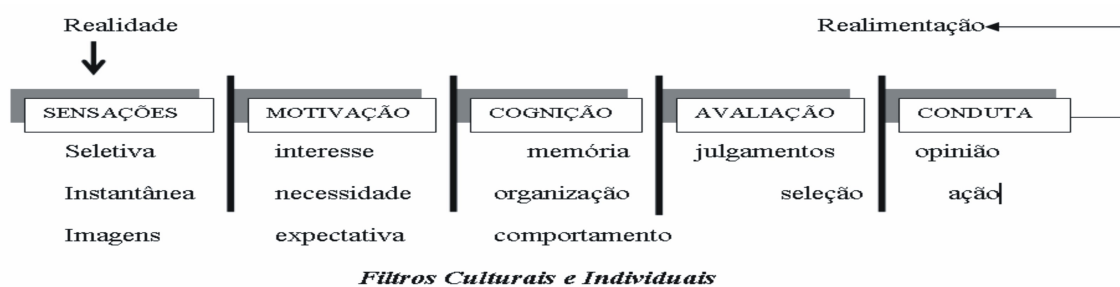 Realidade
Realimentação
SENSAÇÕES
Seletiva
Instantânea
Imagens
MOTIVAÇÃO
interesse
necessidade
expectativa
COGNIÇÃO
memória
organização
comportamento
AVALIAÇÃO
julgamentos
seleção
CONDUTA
opinião
ação
Filtros Culturais e Individuais